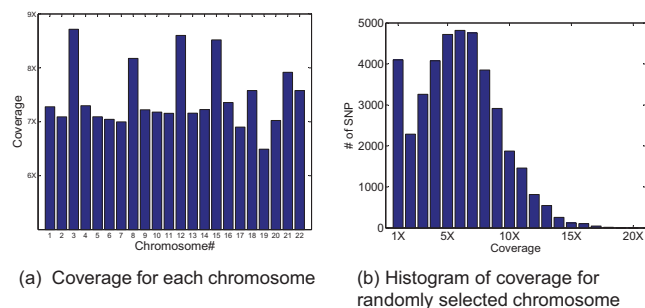 9X
8X
7X
6X
Coverage
1 2 3 4 5 6 7 8 9 10 11 12 13 14 15 16 17 18 19 20 21 22
Chromosome#
(a) Coverage for each chromosome
5000
4000
3000
2000
1000
0
# of SNP
1X 5X 10X 15X 20X
Coverage
(b) Histogram of coverage for
randomly selected chromosome